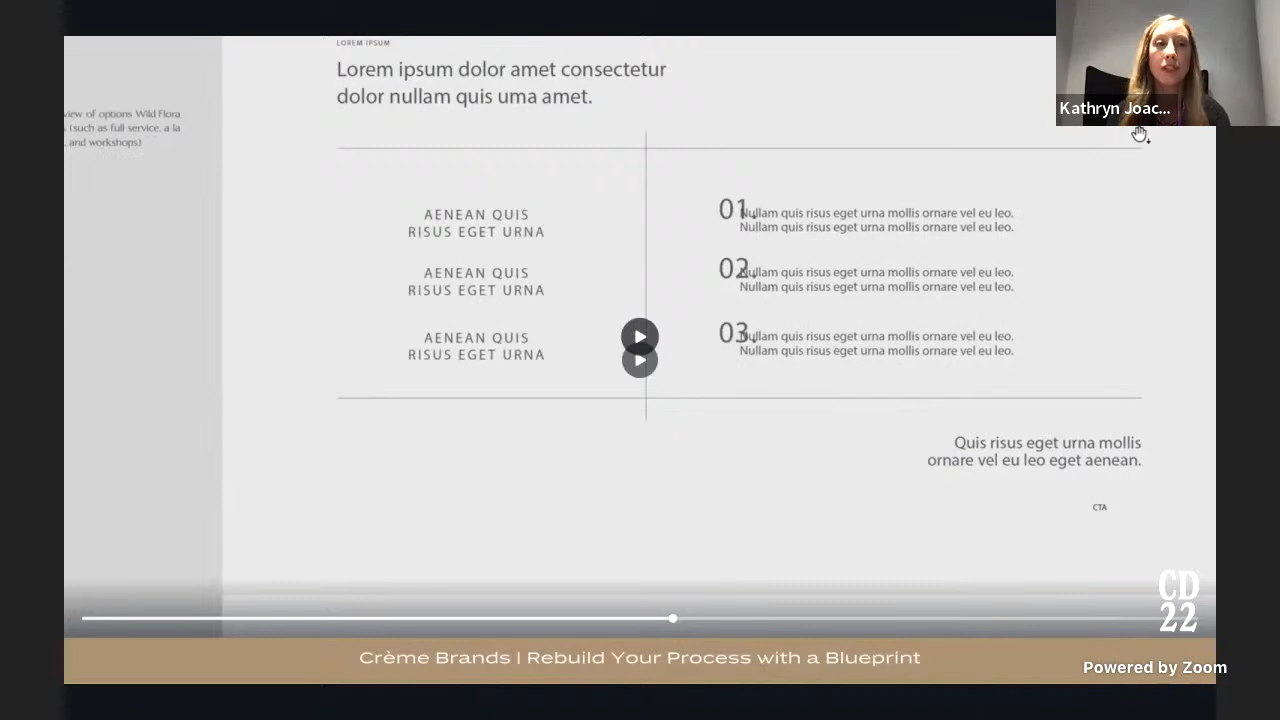 LOREM IPSUM
Lorem ipsum dolor amet consectetur
dolor nullam quis uma amet.
view of options Wild Flora
(such as full service, a la
, and workshops)
Kathryn Joac...
AENEAN QUIS
RISUS EGET URNA
01.
Nullam quis risus eget urna mollis ornare vel eu leo.
Nullam quis risus eget urna mollis ornare vel eu leo.
AENEAN QUIS
RISUS EGET URNA
02.
Nullam quis risus eget urna mollis ornare vel eu leo.
Nullam quis risus eget urna mollis ornare vel eu leo.
AENEAN QUIS
RISUS EGET URNA
03.
Nullam quis risus eget urna mollis ornare vel eu leo.
Nullam quis risus eget urna mollis ornare vel eu leo.
Quis risus eget urna mollis
ornare vel eu leo eget aenean.
CTA
CD
22
Crème Brands | Rebuild Your Process with a Blueprint
Powered by Zoom